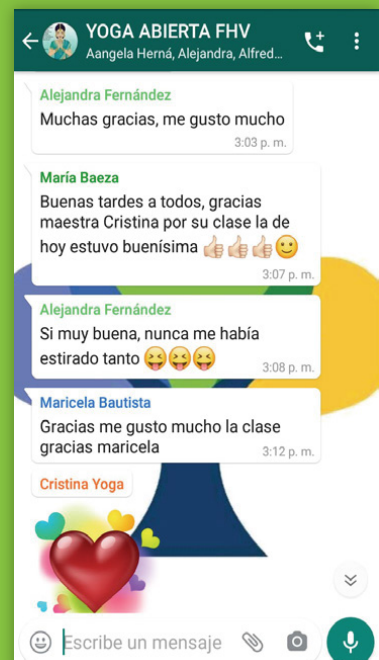 YOGA ABIERTA FHV
Aangela Herná, Alejandra, Alfred...
Alejandra Fernández
Muchas gracias, me gusto mucho
3:03 p. m.
María Baeza
Buenas tardes a todos, gracias
maestra Cristina por su clase la de
hoy estuvo buenísima 👍🏻👍🏻👍🏻🙂
3:07 p. m.
Alejandra Fernández
Si muy buena, nunca me había
estirado tanto 😝😝😝
3:08 p. m.
Maricela Bautista
Gracias me gusto mucho la clase
gracias maricela
3:12 p. m.
Cristina Yoga
Escribe un mensaje